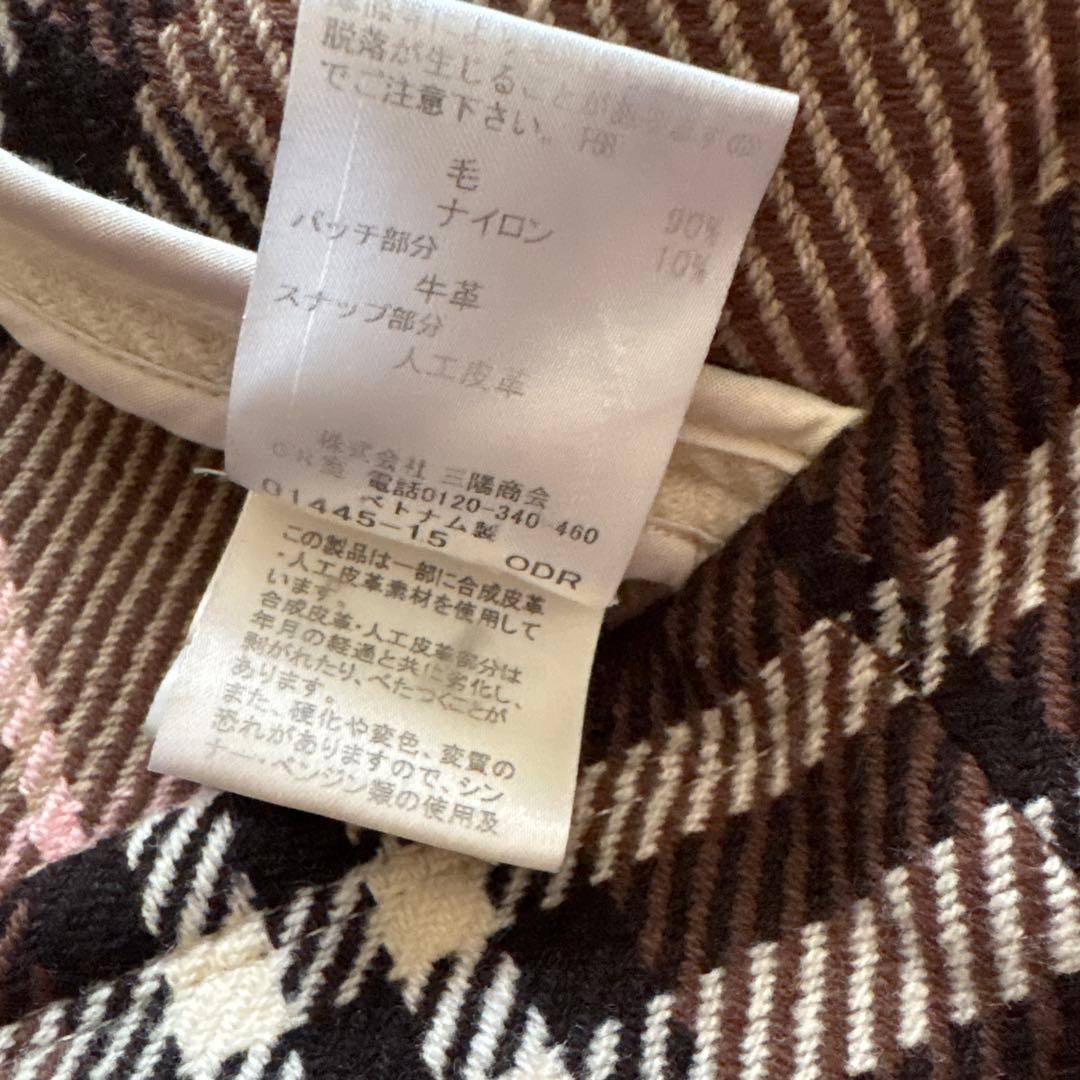 脱落が生じることがありますの
でご注意下さい。
毛 90%
ナイロン 10%
パッチ部分
牛革
スナップ部分
人工皮革
株式会社 三陽商会
CR室 電話0120-340-460
ベトナム製
01445-15 ODR
この製品は一部に合成皮革
・人工皮革素材を使用して
います。
合成皮革・人工皮革部分は
年月の経過と共に劣化し、
剥がれたり、べたつくことが
あります。
また、硬化や変色、変質の
恐れがありますので、シン
ナー・ベンジン類の使用及